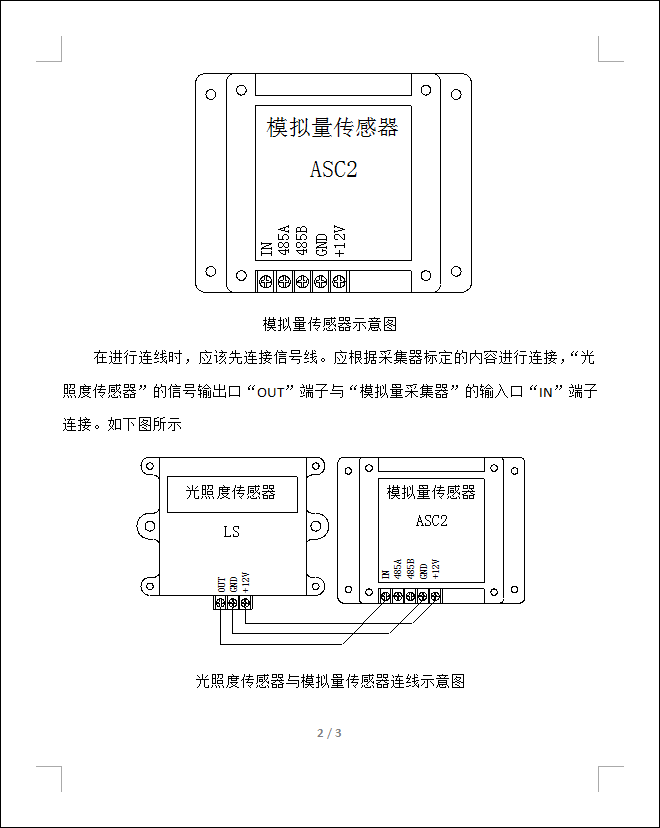 模拟量传感器
ASC2
IN
485A
485B
GND
+12V
模拟量传感器示意图
在进行连线时，应该先连接信号线。应根据采集器标定的内容进行连接，“光
照度传感器”的信号输出口“OUT”端子与“模拟量采集器”的输入口“IN”端子
连接。如下图所示
光照度传感器
LS
OUT
GND
+12V
模拟量传感器
ASC2
IN
485A
485B
GND
+12V
光照度传感器与模拟量传感器连线示意图
2 / 3